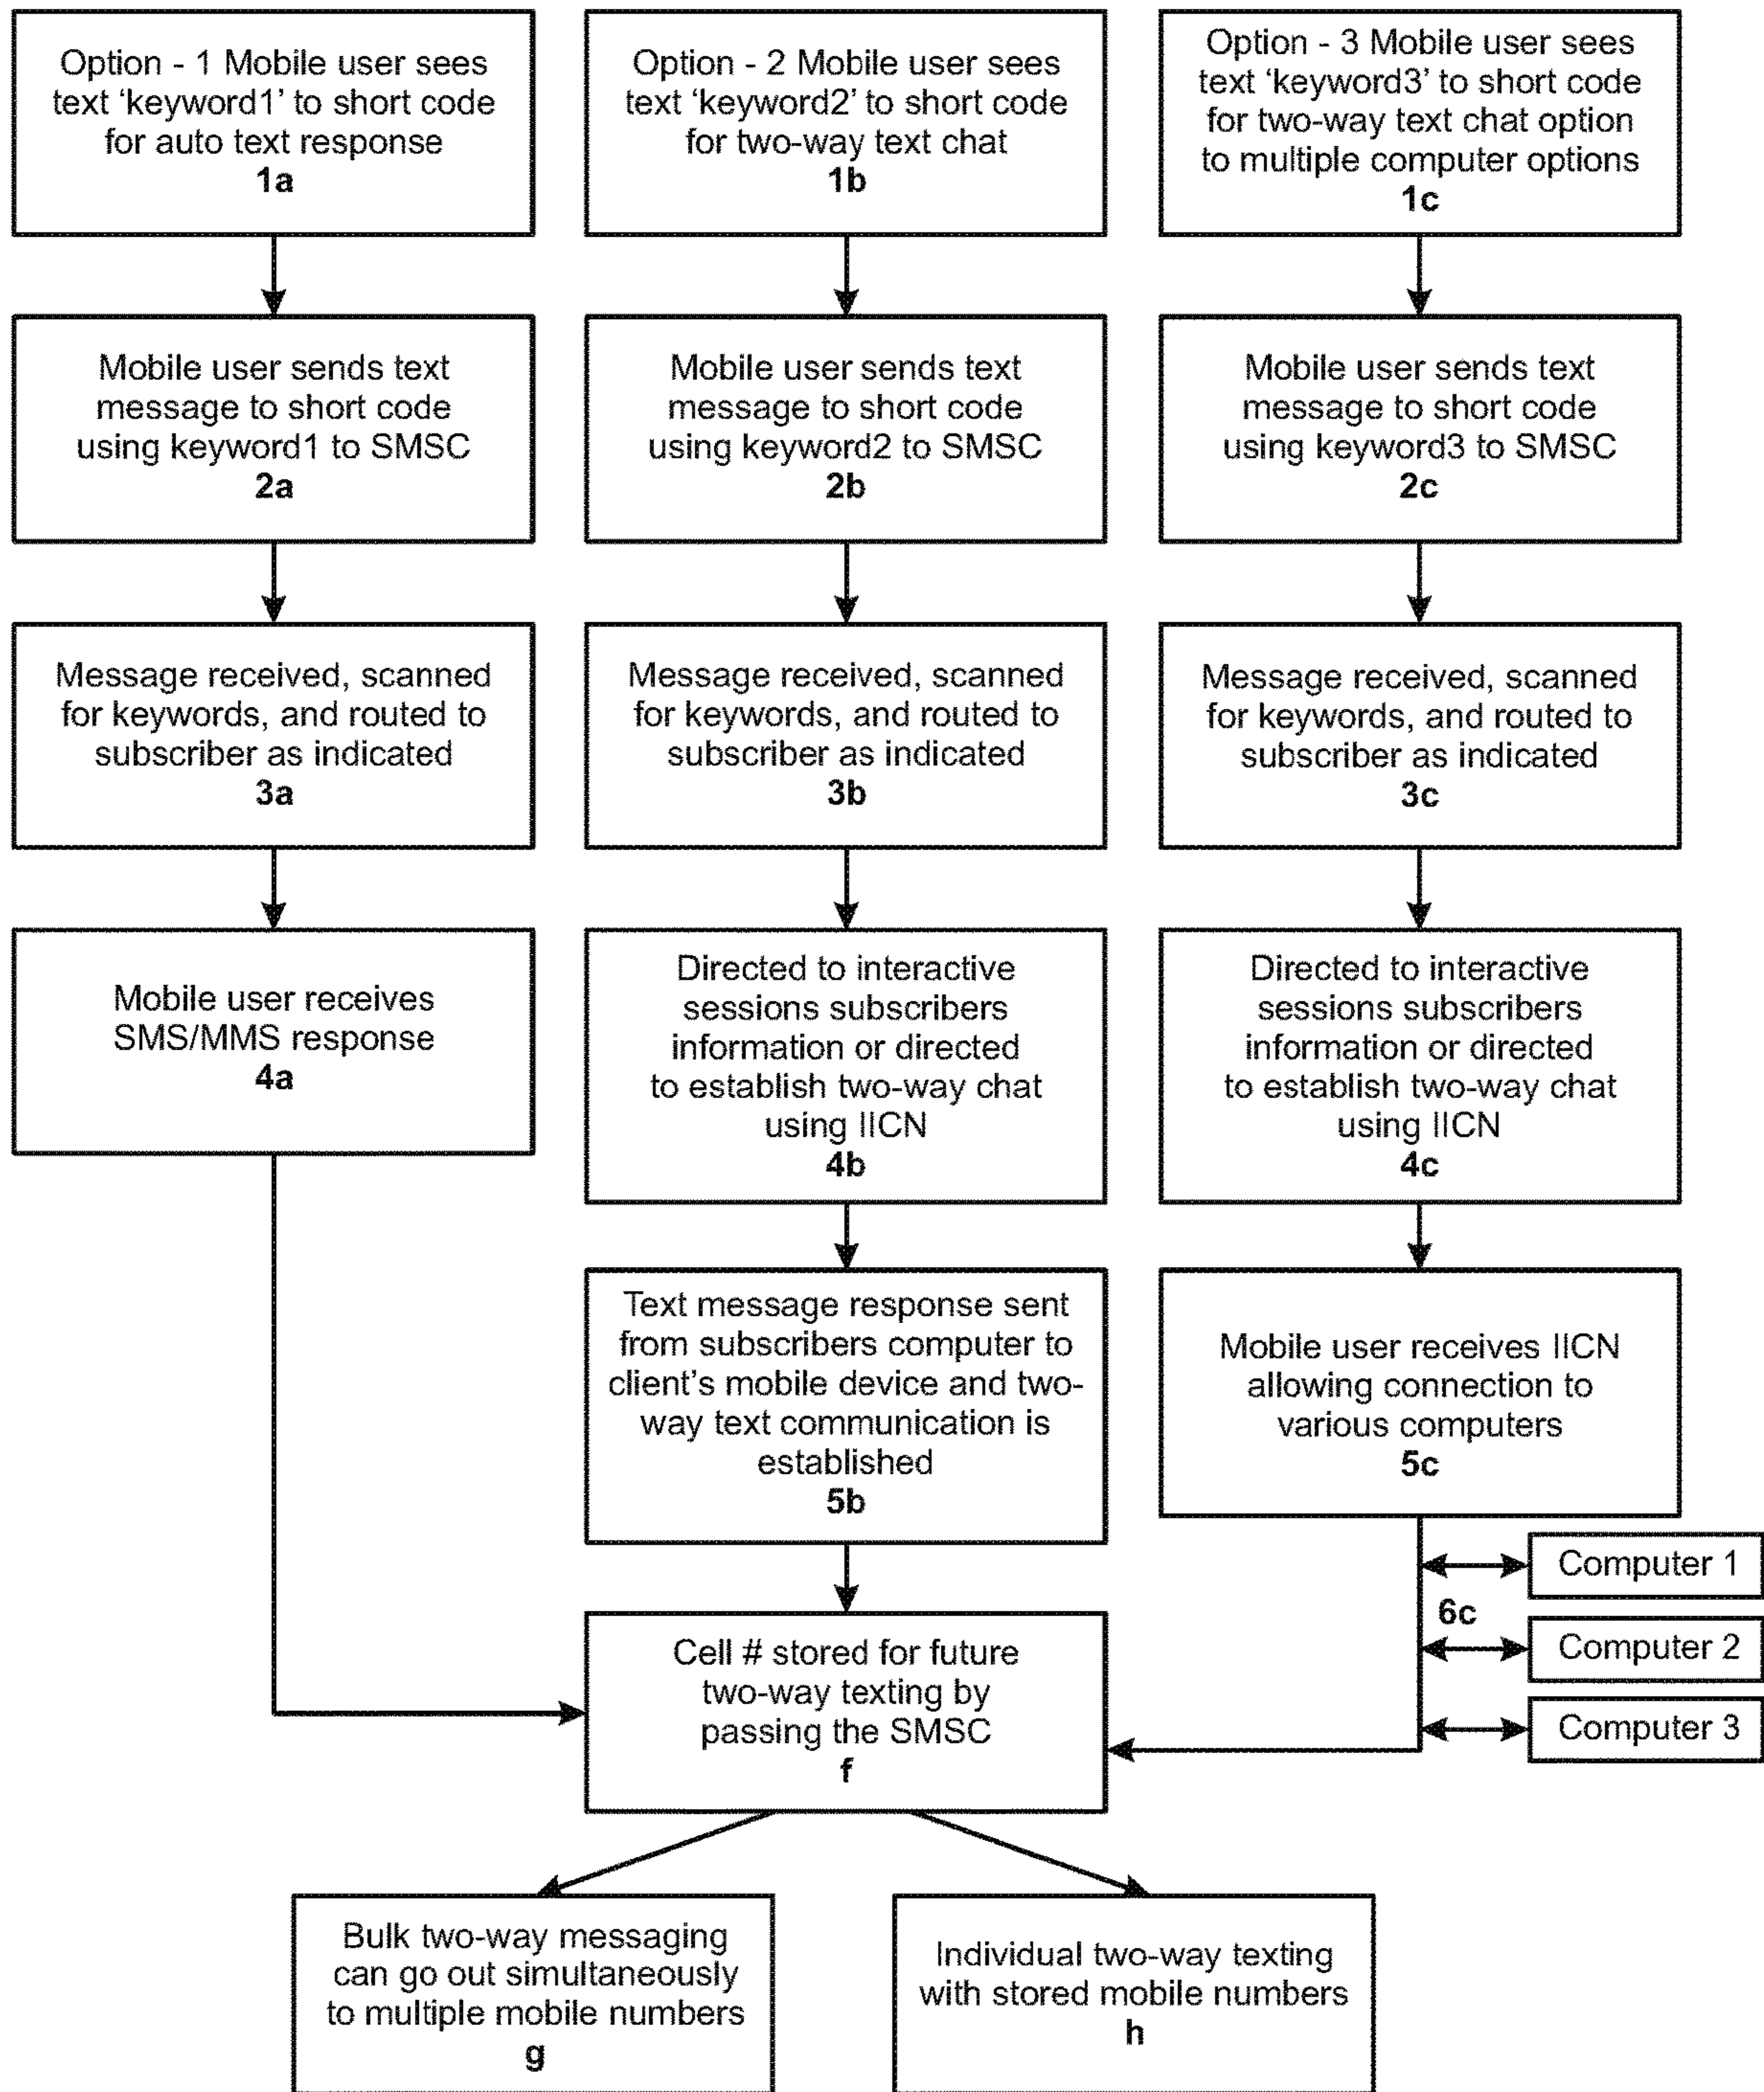 Option - 1 Mobile user sees
text ‘keyword1’ to short code
for auto text response
1a
Option - 2 Mobile user sees
text ‘keyword2’ to short code
for two-way text chat
1b
Option - 3 Mobile user sees
text ‘keyword3’ to short code
for two-way text chat option
to multiple computer options
1c
Mobile user sends text
message to short code
using keyword1 to SMSC
2a
Mobile user sends text
message to short code
using keyword2 to SMSC
2b
Mobile user sends text
message to short code
using keyword3 to SMSC
2c
Message received, scanned
for keywords, and routed to
subscriber as indicated
3a
Message received, scanned
for keywords, and routed to
subscriber as indicated
3b
Message received, scanned
for keywords, and routed to
subscriber as indicated
3c
Mobile user receives
SMS/MMS response
4a
Directed to interactive
sessions subscribers
information or directed
to establish two-way chat
using IICN
4b
Directed to interactive
sessions subscribers
information or directed
to establish two-way chat
using IICN
4c
Text message response sent
from subscribers computer to
client's mobile device and two-
way text communication is
established
5b
Mobile user receives IICN
allowing connection to
various computers
5c
Computer 1
6c
Computer 2
Computer 3
Cell # stored for future
two-way texting by
passing the SMSC
f
Bulk two-way messaging
can go out simultaneously
to multiple mobile numbers
g
Individual two-way texting
with stored mobile numbers
h